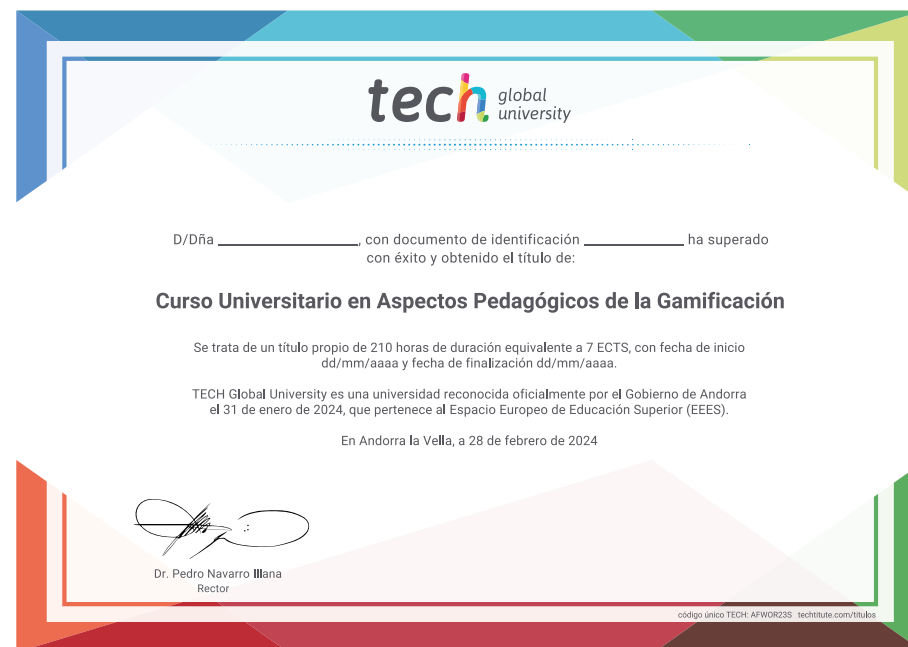 tech global university
D/Dña ____________________, con documento de identificación ______________ ha superado
con éxito y obtenido el título de:
Curso Universitario en Aspectos Pedagógicos de la Gamificación
Se trata de un título propio de 210 horas de duración equivalente a 7 ECTS, con fecha de inicio
dd/mm/aaaa y fecha de finalización dd/mm/aaaa.
TECH Global University es una universidad reconocida oficialmente por el Gobierno de Andorra
el 31 de enero de 2024, que pertenece al Espacio Europeo de Educación Superior (EEES).
En Andorra la Vella, a 28 de febrero de 2024
Dr. Pedro Navarro Illana
Rector
código único TECH: AFWOR23S techtitute.com/titulos